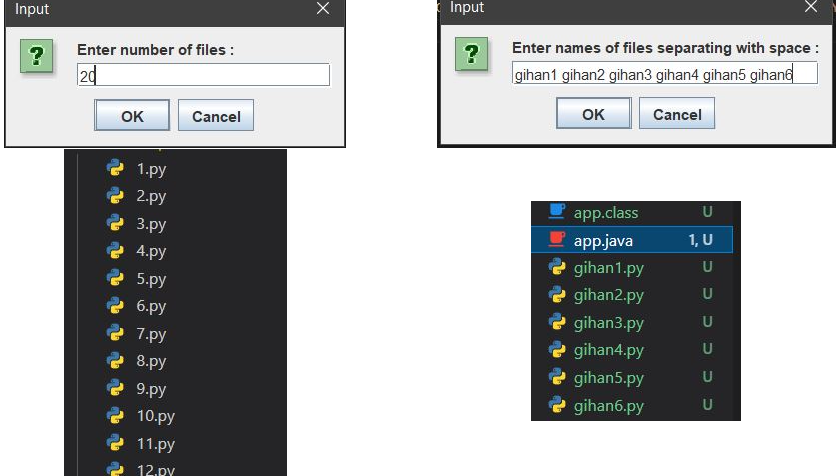 Input
Enter number of files :
20
OK
Cancel
1.py
2.py
3.py
4.py
5.py
6.py
7.py
8.py
9.py
10.py
11.py
12.py
Input
Enter names of files separating with space :
gihan1 gihan2 gihan3 gihan4 gihan5 gihan6
OK
Cancel
app.class U
app.java 1, U
gihan1.py U
gihan2.py U
gihan3.py U
gihan4.py U
gihan5.py U
gihan6.py U